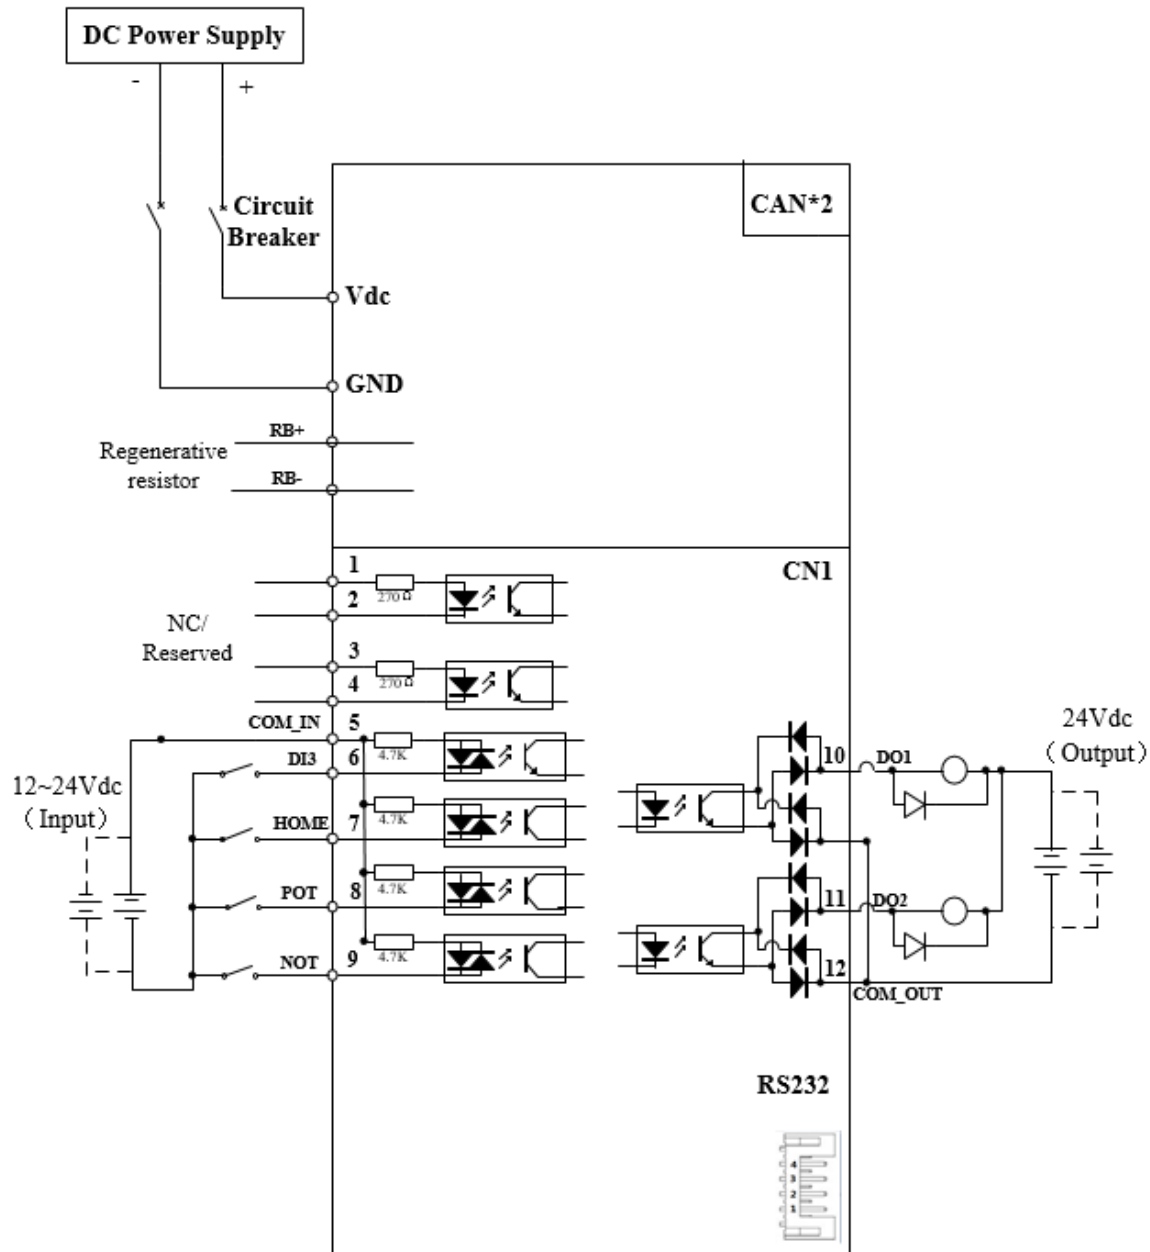 DC Power Supply
-
+
CAN*2
Circuit
Breaker
Vdc
GND
RB+
Regenerative
resistor
RB-
CN1
1
270Ω
2
NC/
Reserved
3
270Ω
4
COM_IN
5
4.7K
DI3
6
12~24Vdc
（Input）
HOME
7
4.7K
POT
8
4.7K
NOT
9
4.7K
24Vdc
（Output）
10
DO1
11
DO2
12
COM_OUT
RS232
4
3
2
1